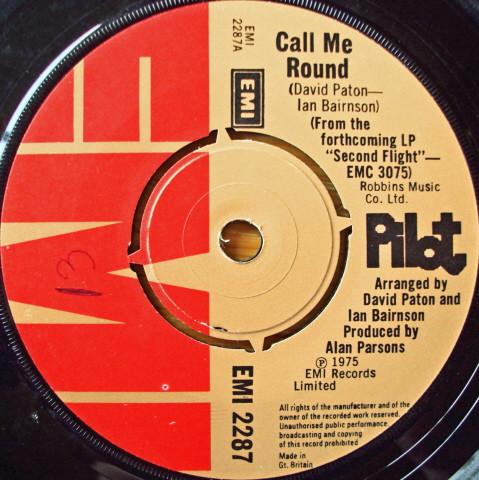 EMI
2287A
EMI
Call Me
Round
(David Paton—
Ian Bairnson)
(From the
forthcoming LP
"Second Flight"—
EMC 3075)
Robbins Music
Co. Ltd.
Pilot
Arranged by
David Paton and
Ian Bairnson
Produced by
Alan Parsons
℗ 1975
EMI Records
Limited
EMI 2287
All rights of the manufacturer and of the
owner of the recorded work reserved.
Unauthorised public performance,
broadcasting and copying
of this record prohibited
Made in
Gt. Britain
EMI
13